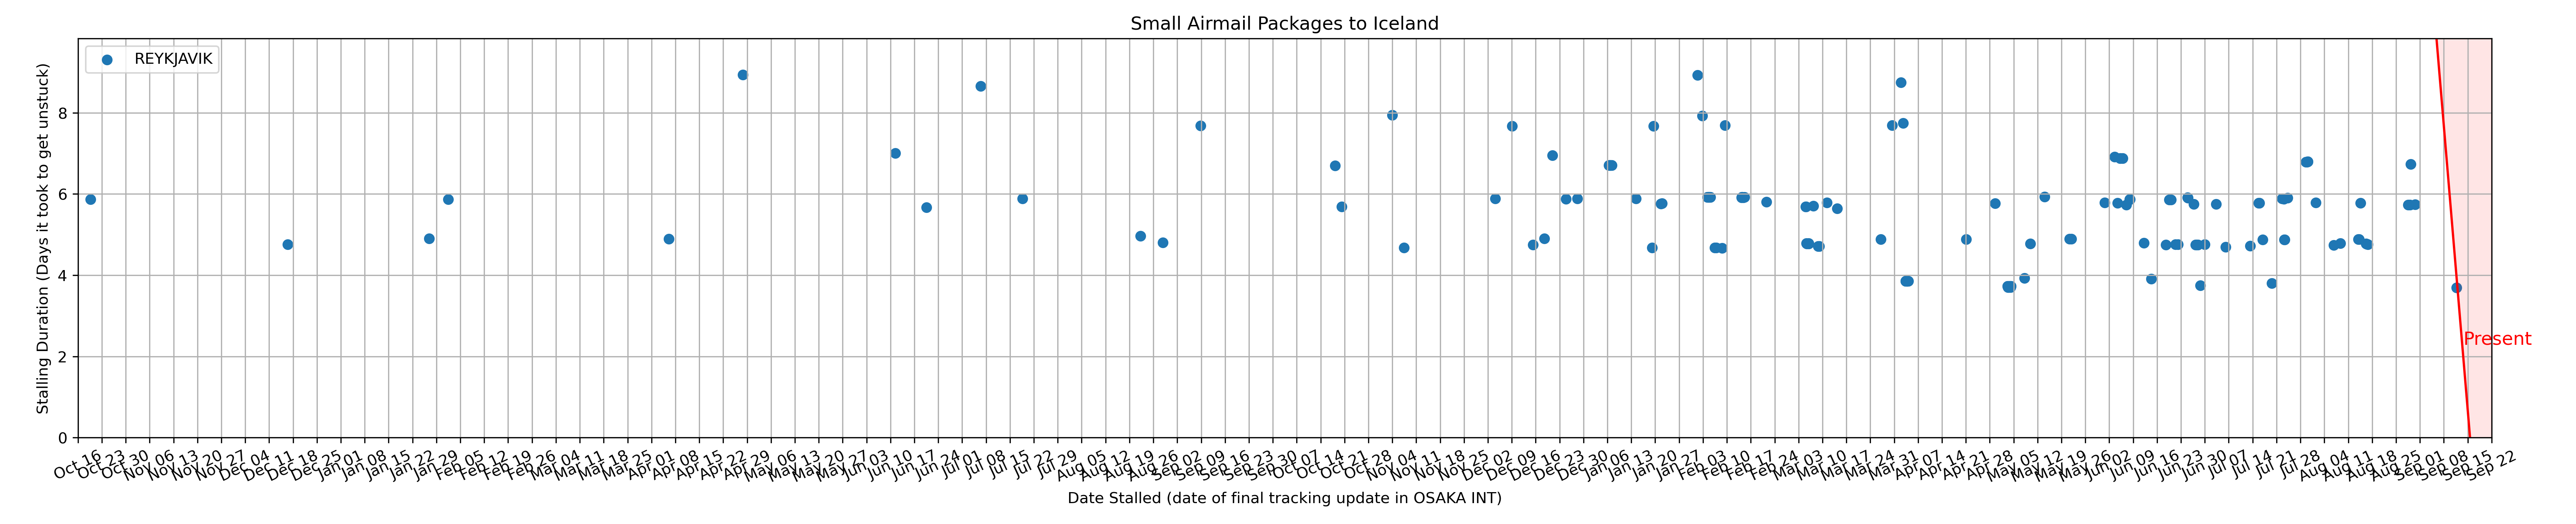 Small Airmail Packages to Iceland
REYKJAVIK
Stalling Duration (Days it took to get unstuck)
8
6
4
2
0
Present
Oct 16
Oct 23
Oct 30
Nov 06
Nov 13
Nov 20
Nov 27
Dec 04
Dec 11
Dec 18
Dec 25
Jan 01
Jan 08
Jan 15
Jan 22
Jan 29
Feb 05
Feb 12
Feb 19
Feb 26
Mar 04
Mar 11
Mar 18
Mar 25
Apr 01
Apr 08
Apr 15
Apr 22
Apr 29
May 06
May 13
May 20
May 27
Jun 03
Jun 10
Jun 17
Jun 24
Jul 01
Jul 08
Jul 15
Jul 22
Jul 29
Aug 05
Aug 12
Aug 19
Aug 26
Sep 02
Sep 09
Sep 16
Sep 23
Sep 30
Oct 07
Oct 14
Oct 21
Oct 28
Nov 04
Nov 11
Nov 18
Nov 25
Dec 02
Dec 09
Dec 16
Dec 23
Dec 30
Jan 06
Jan 13
Jan 20
Jan 27
Feb 03
Feb 10
Feb 17
Feb 24
Mar 03
Mar 10
Mar 17
Mar 24
Mar 31
Apr 07
Apr 14
Apr 21
Apr 28
May 05
May 12
May 19
May 26
Jun 02
Jun 09
Jun 16
Jun 23
Jun 30
Jul 07
Jul 14
Jul 21
Jul 28
Aug 04
Aug 11
Aug 18
Aug 25
Sep 01
Sep 08
Sep 15
Sep 22
Date Stalled (date of final tracking update in OSAKA INT)